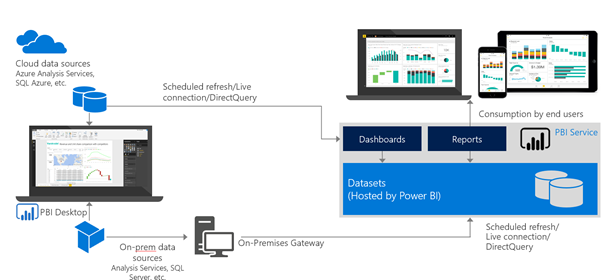 Cloud data sources
Azure Analysis Services,
SQL Azure, etc.
Scheduled refresh/Live
connection/DirectQuery
Consumption by end users
PBI Service
Dashboards
Reports
Datasets
(Hosted by Power BI)
PBI Desktop
On-prem data
sources
Analysis Services, SQL
Server, etc.
On-Premises Gateway
Scheduled refresh/
Live connection/
DirectQuery